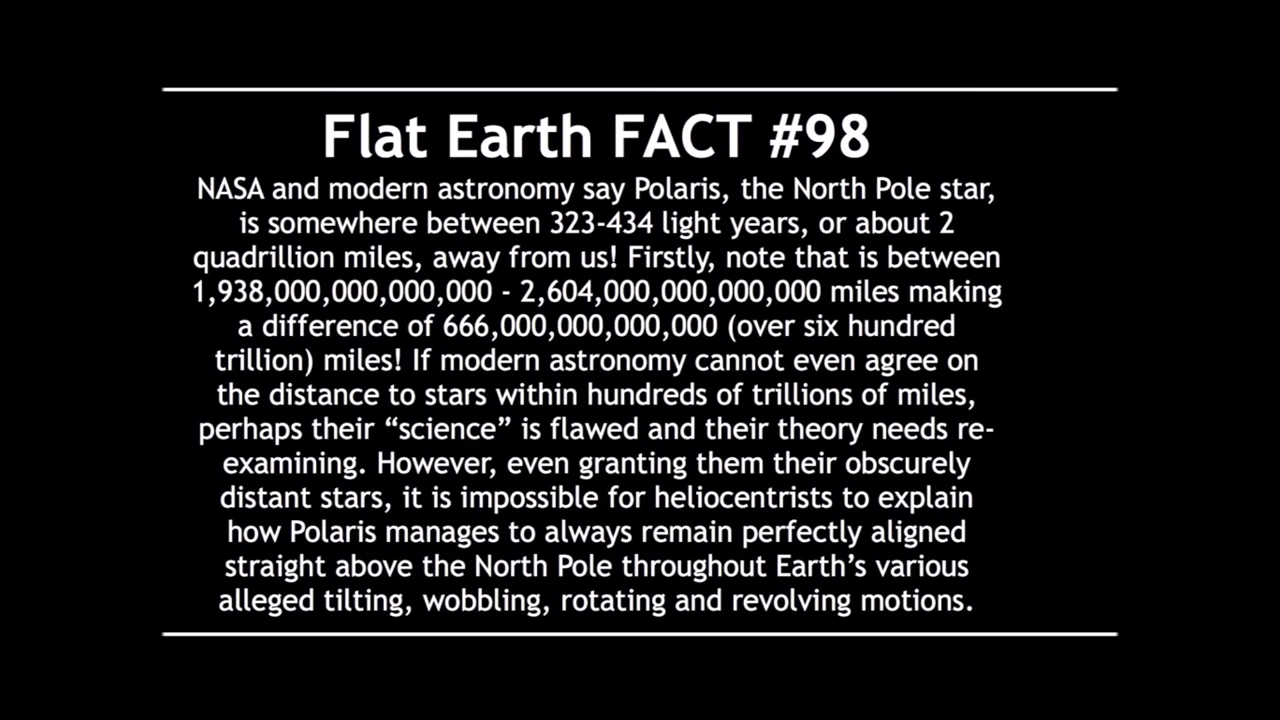 Flat Earth FACT #98
NASA and modern astronomy say Polaris, the North Pole star,
is somewhere between 323-434 light years, or about 2
quadrillion miles, away from us! Firstly, note that is between
1,938,000,000,000,000 - 2,604,000,000,000,000 miles making
a difference of 666,000,000,000,000 (over six hundred
trillion) miles! If modern astronomy cannot even agree on
the distance to stars within hundreds of trillions of miles,
perhaps their “science” is flawed and their theory needs re-
examining. However, even granting them their obscurely
distant stars, it is impossible for heliocentrists to explain
how Polaris manages to always remain perfectly aligned
straight above the North Pole throughout Earth’s various
alleged tilting, wobbling, rotating and revolving motions.